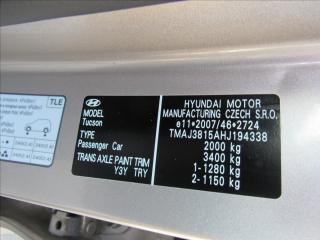 TLE
HYUNDAI MOTOR
MANUFACTURING CZECH S.R.O.
e11*2007/46*2724
TMAJ3815AHJ194338
2000 kg
3400 kg
1-1280 kg
2-1150 kg
MODEL
Tucson
TYPE
Passenger Car
TRANS AXLE PAINT TRIM
Y3Y TRY